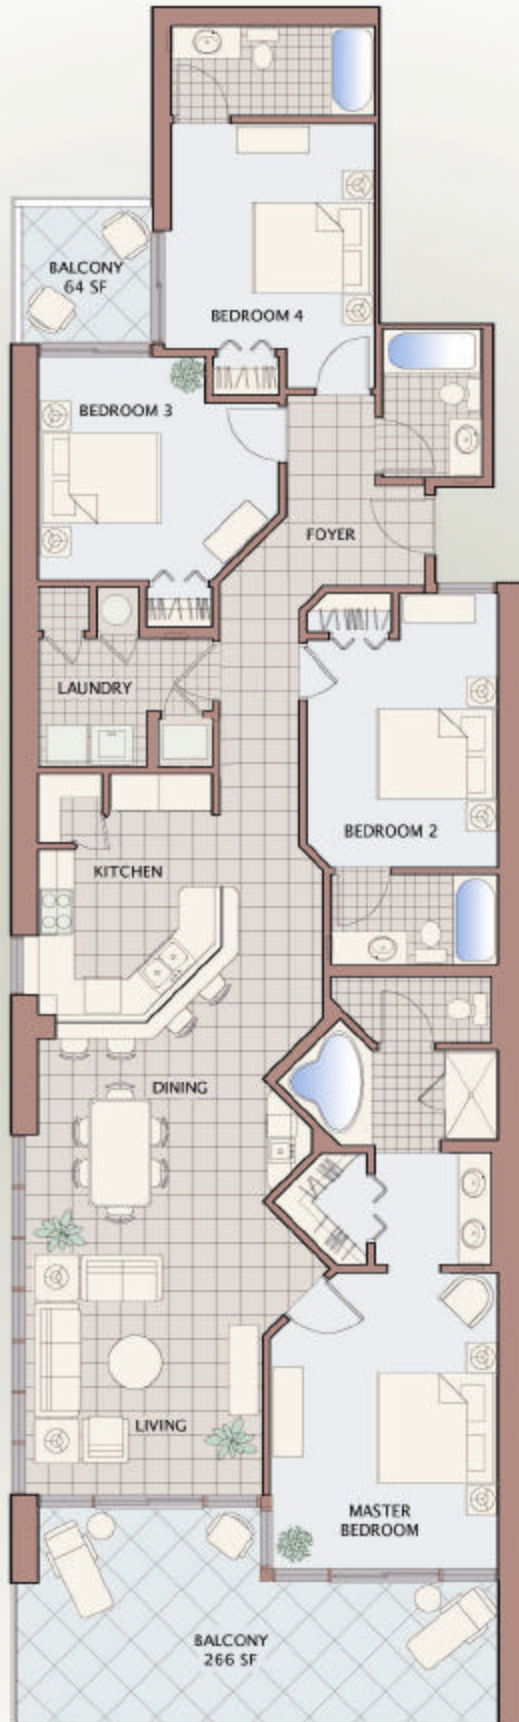 BALCONY
64 SF
BEDROOM 4
BEDROOM 3
FOYER
LAUNDRY
BEDROOM 2
KITCHEN
DINING
LIVING
MASTER
BEDROOM
BALCONY
266 SF